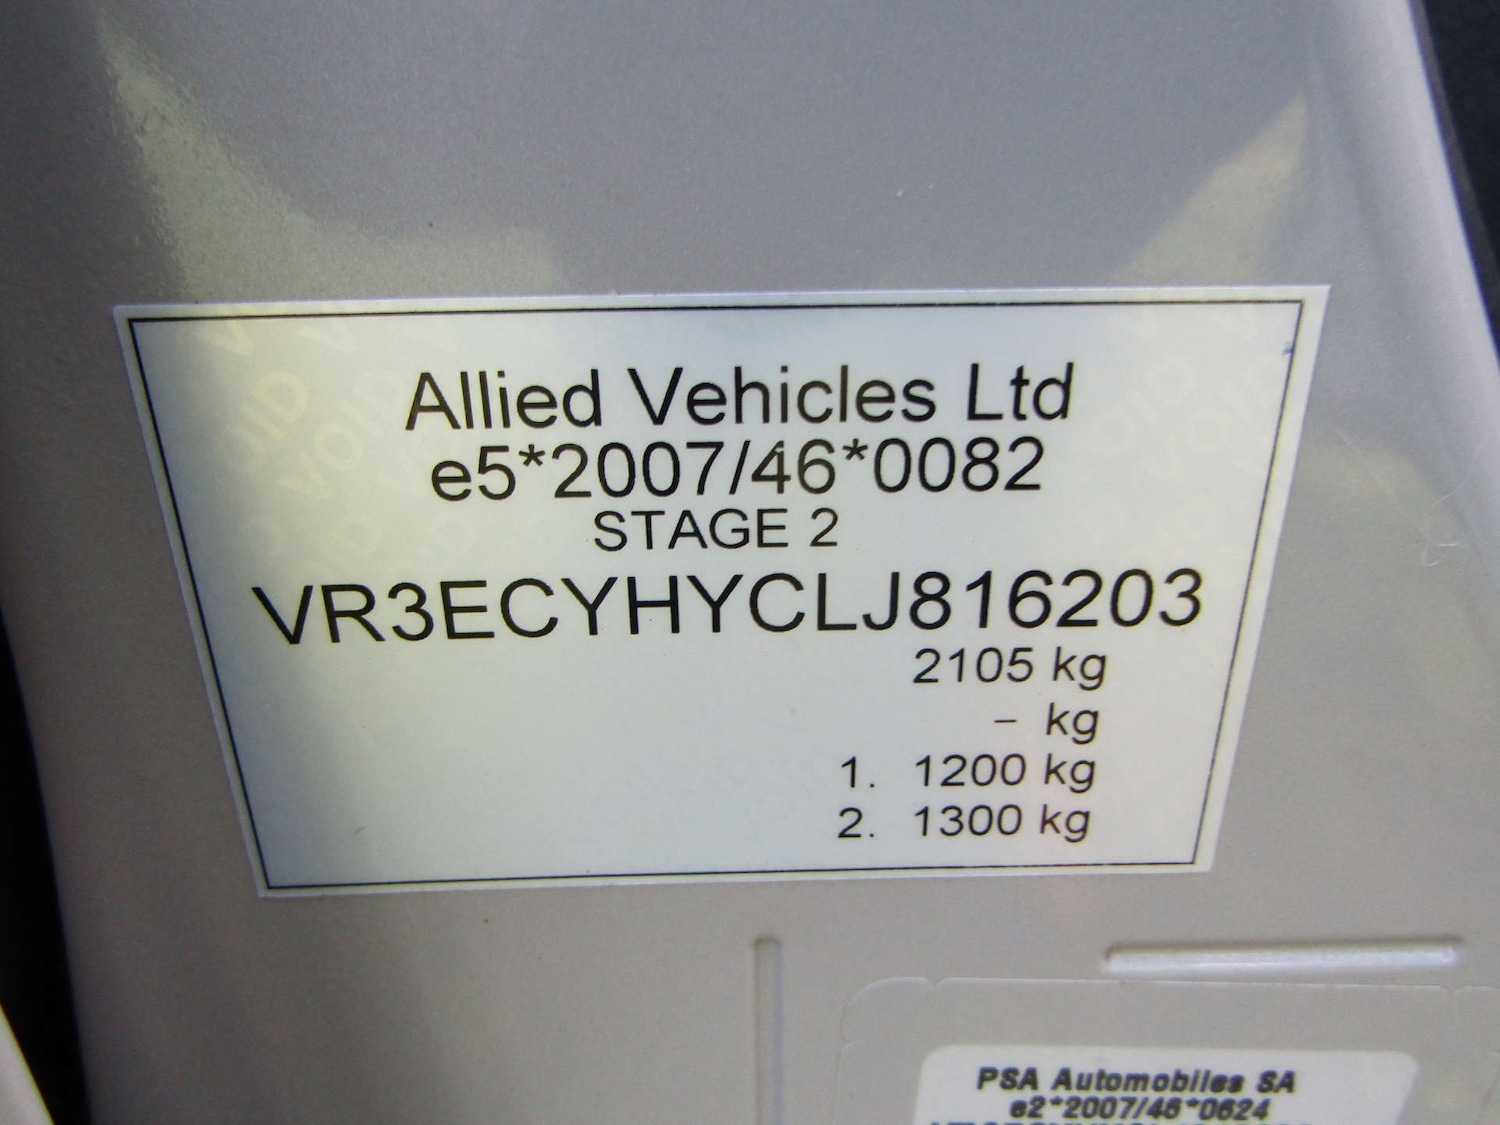 Allied Vehicles Ltd
e5*2007/46*0082
STAGE 2
VR3ECYHYCLJ816203
2105 kg
– kg
1. 1200 kg
2. 1300 kg
PSA Automobiles SA
e2*2007/46*0624